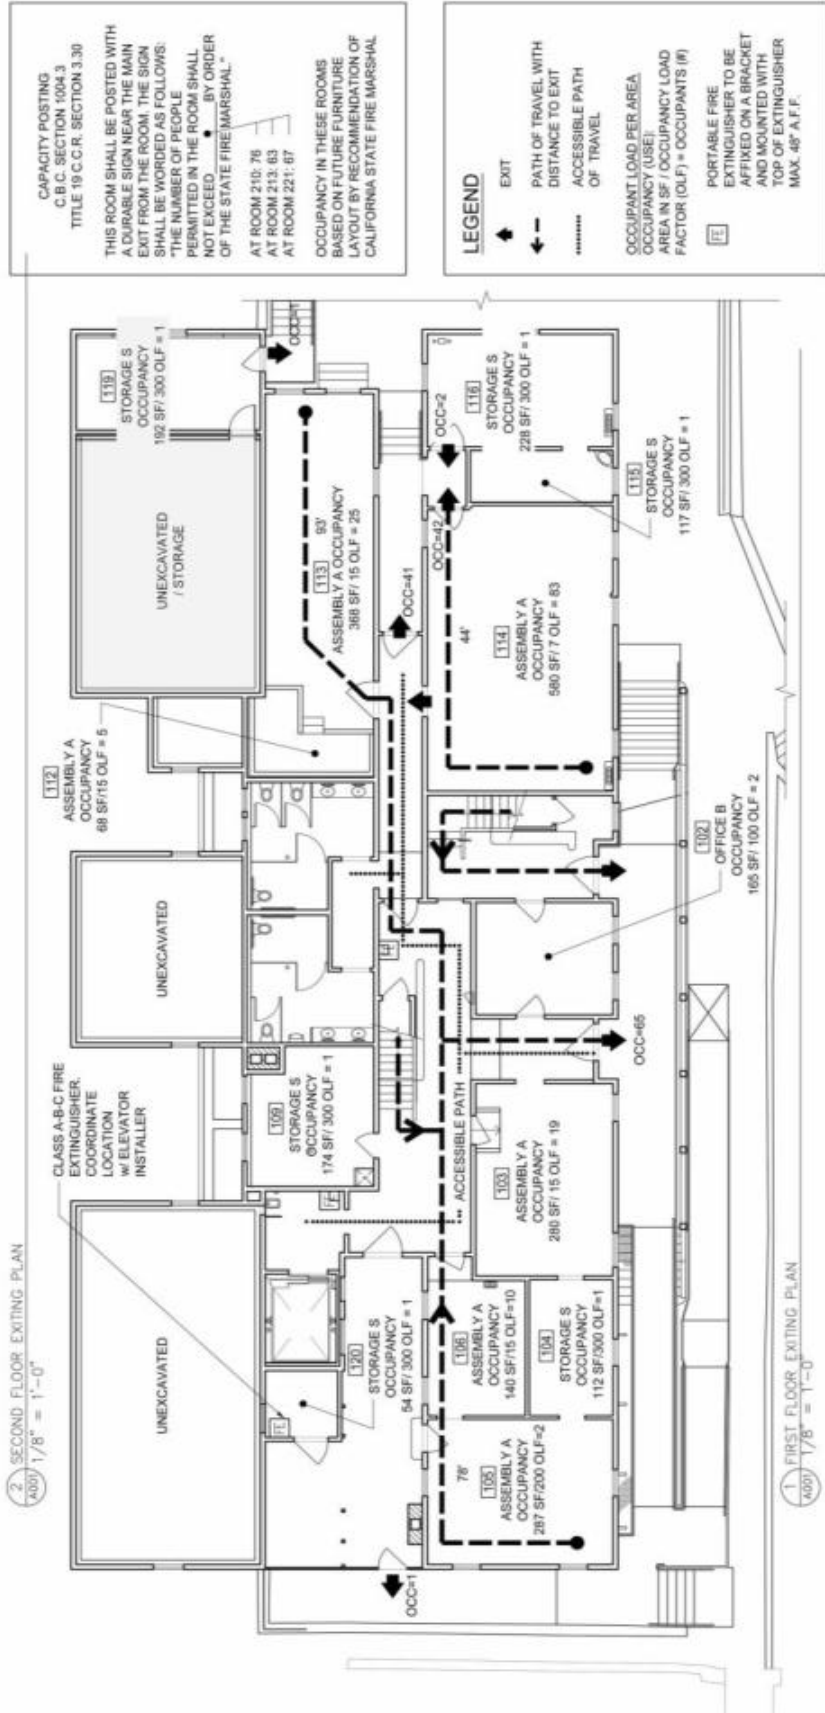 2
A001
SECOND FLOOR EXITING PLAN
1/8" = 1'-0"
CAPACITY POSTING
C.B.C. SECTION 1004.3
TITLE 19 C.C.R. SECTION 3.30
THIS ROOM SHALL BE POSTED WITH
A DURABLE SIGN NEAR THE MAIN
EXIT FROM THE ROOM. THE SIGN
SHALL BE WORDED AS FOLLOWS:
"THE NUMBER OF PEOPLE
PERMITTED IN THE ROOM SHALL
NOT EXCEED BY ORDER
OF THE STATE FIRE MARSHAL."
AT ROOM 210: 76
AT ROOM 213: 63
AT ROOM 221: 67
OCCUPANCY IN THESE ROOMS
BASED ON FUTURE FURNITURE
LAYOUT BY RECOMMENDATION OF
CALIFORNIA STATE FIRE MARSHAL
CLASS A-B-C FIRE
EXTINGUISHER.
COORDINATE
LOCATION
w/ ELEVATOR
INSTALLER
UNEXCAVATED
UNEXCAVATED
112
ASSEMBLY A
OCCUPANCY
68 SF/15 OLF = 5
UNEXCAVATED
/ STORAGE
119
STORAGE S
OCCUPANCY
192 SF/ 300 OLF = 1
OCC=1
FE
120
STORAGE S
OCCUPANCY
54 SF/ 300 OLF = 1
FE
109
STORAGE S
OCCUPANCY
174 SF/ 300 OLF = 1
FE
93'
113
ASSEMBLY A OCCUPANCY
368 SF/ 15 OLF = 25
OCC=1
ACCESSIBLE PATH
OCC=41
OCC=42
OCC=2
78'
105
ASSEMBLY A
OCCUPANCY
287 SF/200 OLF=2
106
ASSEMBLY A
OCCUPANCY
140 SF/15 OLF=10
104
STORAGE S
OCCUPANCY
112 SF/300 OLF=1
103
ASSEMBLY A
OCCUPANCY
280 SF/ 15 OLF = 19
44'
114
ASSEMBLY A
OCCUPANCY
580 SF/ 7 OLF = 83
116
STORAGE S
OCCUPANCY
228 SF/ 300 OLF = 1
OCC=65
102
OFFICE B
OCCUPANCY
165 SF/ 100 OLF = 2
115
STORAGE S
OCCUPANCY
117 SF/ 300 OLF = 1
LEGEND
EXIT
PATH OF TRAVEL WITH
DISTANCE TO EXIT
ACCESSIBLE PATH
OF TRAVEL
OCCUPANT LOAD PER AREA
OCCUPANCY (USE):
AREA IN SF / OCCUPANCY LOAD
FACTOR (OLF) = OCCUPANTS (#)
FE
PORTABLE FIRE
EXTINGUISHER TO BE
AFFIXED ON A BRACKET
AND MOUNTED WITH
TOP OF EXTINGUISHER
MAX. 48" A.F.F.
1
A001
FIRST FLOOR EXITING PLAN
1/8" = 1'-0"